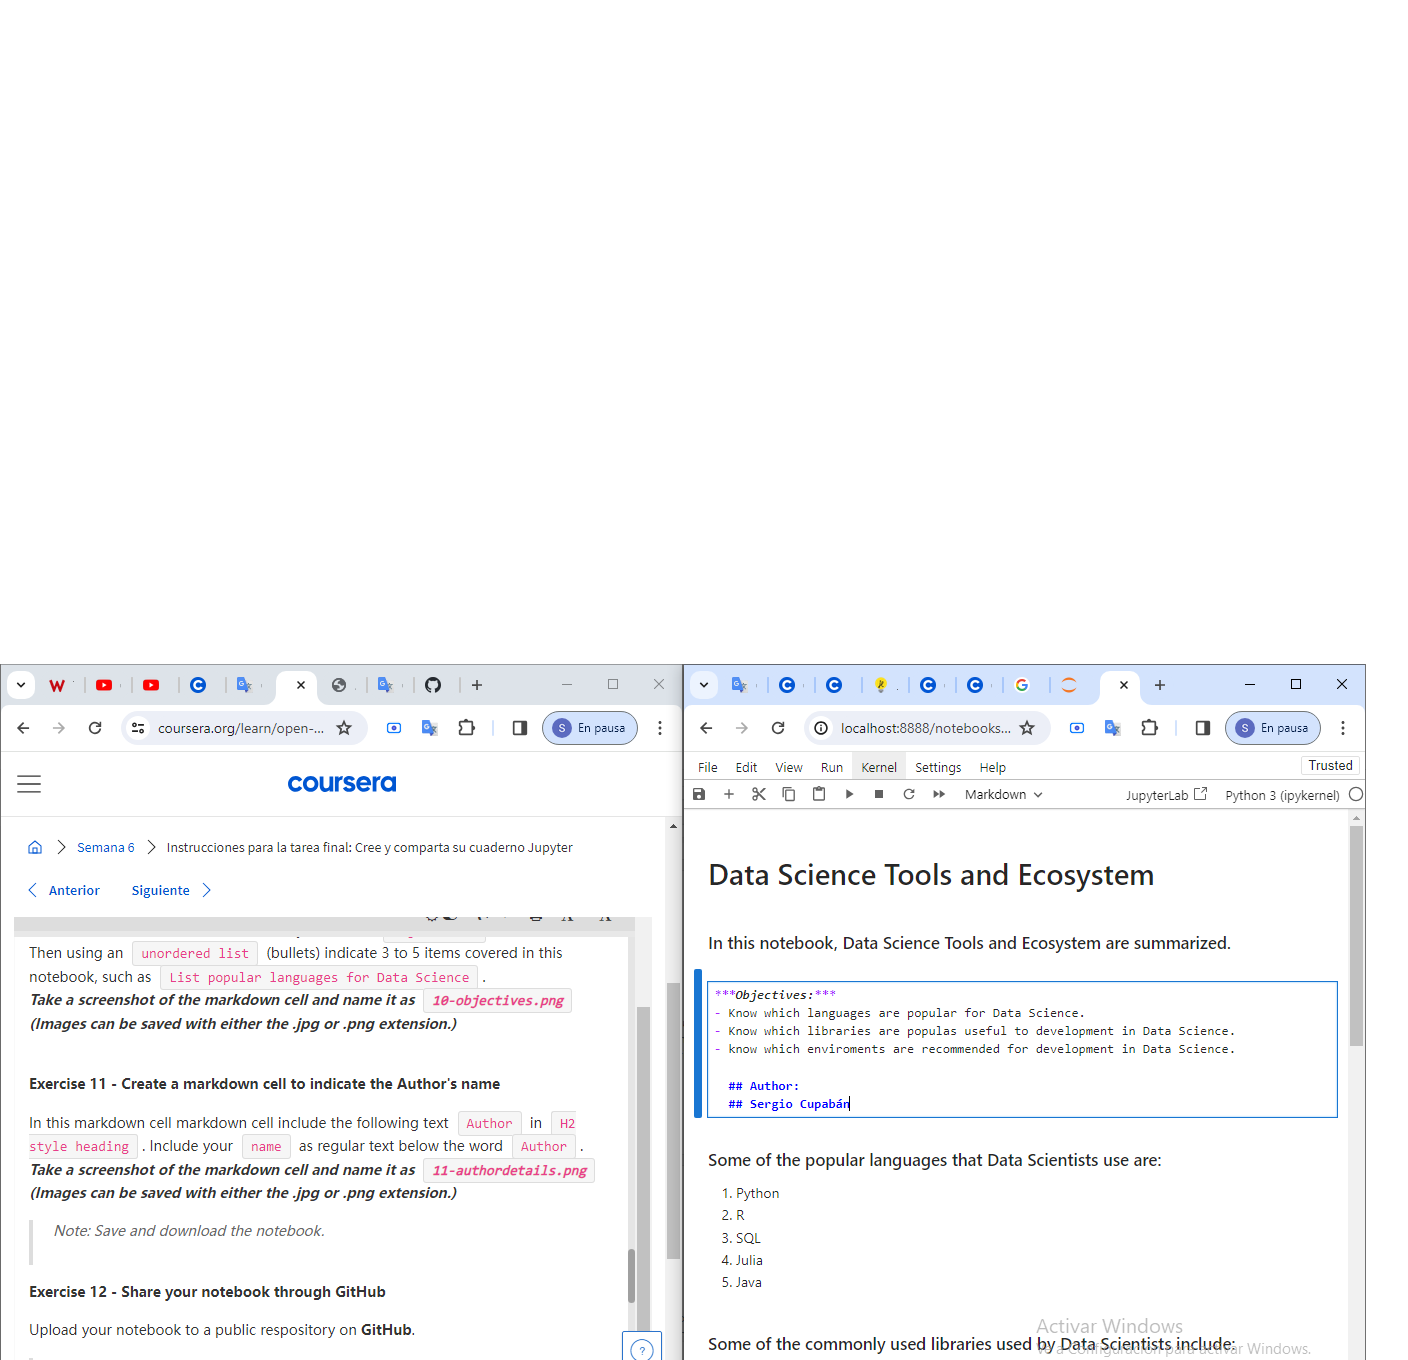 coursera.org/learn/open-...
En pausa
coursera
Semana 6
Instrucciones para la tarea final: Cree y comparta su cuaderno Jupyter
Anterior
Siguiente
Then using an unordered list (bullets) indicate 3 to 5 items covered in this
notebook, such as List popular languages for Data Science .
Take a screenshot of the markdown cell and name it as 10-objectives.png
(Images can be saved with either the .jpg or .png extension.)
Exercise 11 - Create a markdown cell to indicate the Author's name
In this markdown cell markdown cell include the following text Author in H2
style heading . Include your name as regular text below the word Author .
Take a screenshot of the markdown cell and name it as 11-authordetails.png
(Images can be saved with either the .jpg or .png extension.)
Note: Save and download the notebook.
Exercise 12 - Share your notebook through GitHub
Upload your notebook to a public respository on GitHub.
localhost:8888/notebooks...
S En pausa
File Edit View Run Kernel Settings Help
Trusted
Markdown
JupyterLab
Python 3 (ipykernel)
Data Science Tools and Ecosystem
In this notebook, Data Science Tools and Ecosystem are summarized.
***Objectives:***
- Know which languages are popular for Data Science.
- Know which libraries are populas useful to development in Data Science.
- know which enviroments are recommended for development in Data Science.
## Author:
## Sergio Cupabán
Some of the popular languages that Data Scientists use are:
1. Python
2. R
3. SQL
4. Julia
5. Java
Activar Windows
Some of the commonly used libraries used by Data Scientists include:
Ve a Configuración para activar Windows.